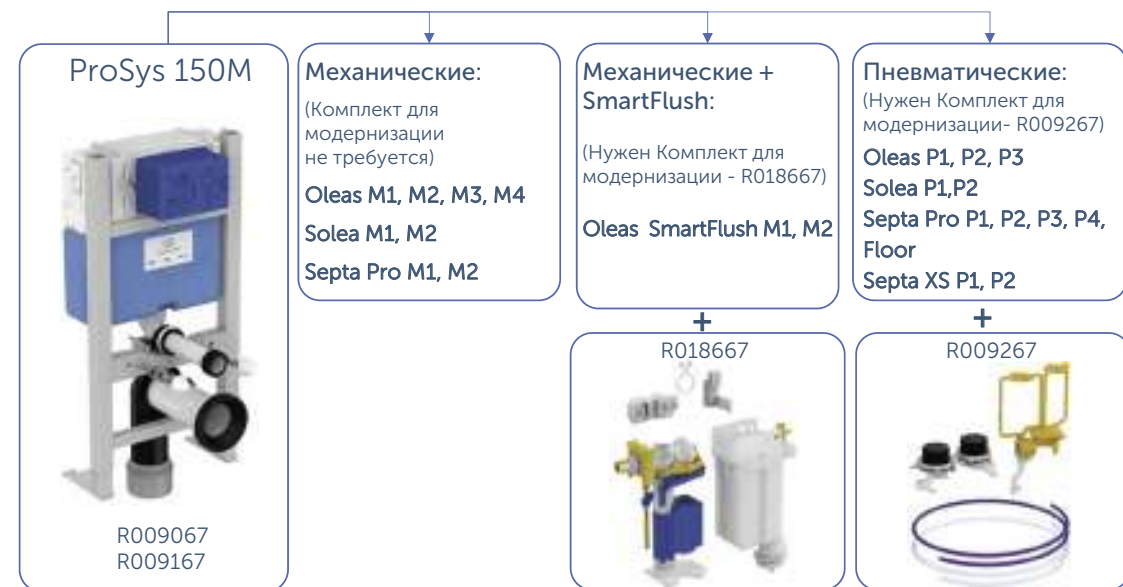 ProSys 150M
R009067
R009167
Механические:
(Комплект для
модернизации
не требуется)
Oleas M1, M2, M3, M4
Solea M1, M2
Septa Pro M1, M2
Механические +
SmartFlush:
(Нужен Комплект для
модернизации - R018667)
Oleas SmartFlush M1, M2
+
R018667
Пневматические:
(Нужен Комплект для
модернизации- R009267)
Oleas P1, P2, P3
Solea P1,P2
Septa Pro P1, P2, P3, P4,
Floor
Septa XS P1, P2
+
R009267